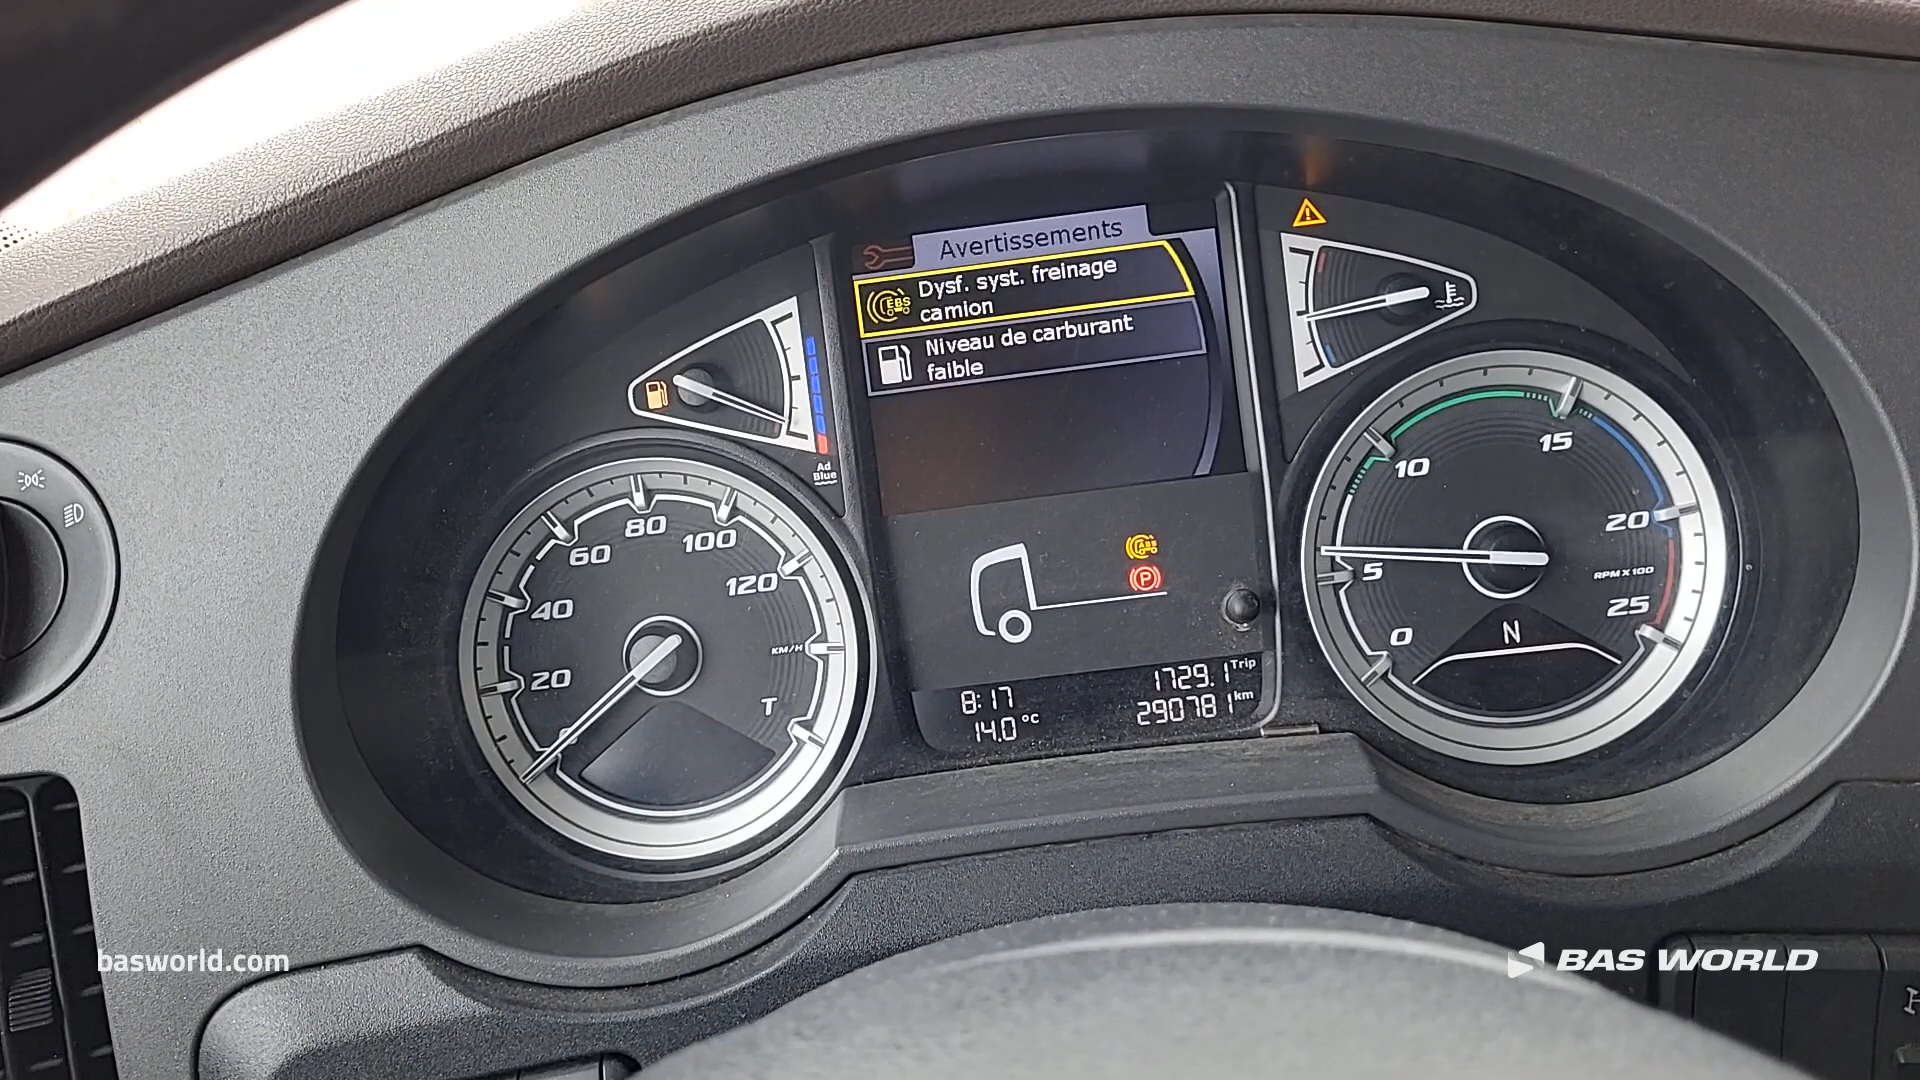 Avertissements
EBS
Dysf. syst. freinage
camion
Niveau de carburant
faible
Ad
Blue
ABS
P
8:17
14.0 °C
1729.1 Trip
290781 km
0
20
40
60
80
100
120
KM/H
T
0
5
10
15
20
25
RPM X 100
N
basworld.com
BAS WORLD